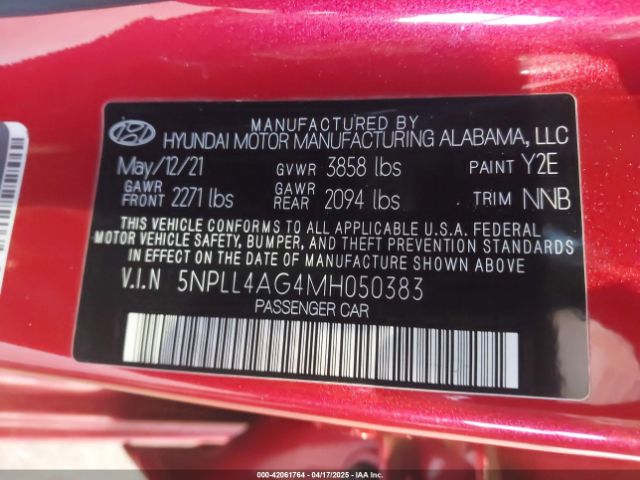 MANUFACTURED BY
HYUNDAI MOTOR MANUFACTURING ALABAMA, LLC
May/12/21 GVWR 3858 lbs PAINT Y2E
GAWR FRONT 2271 lbs GAWR REAR 2094 lbs TRIM NNB
THIS VEHICLE CONFORMS TO ALL APPLICABLE U.S.A. FEDERAL
MOTOR VEHICLE SAFETY, BUMPER, AND THEFT PREVENTION STANDARDS
IN EFFECT ON THE DATE OF MANUFACTURE SHOWN ABOVE.
V.I.N 5NPLL4AG4MH050383
PASSENGER CAR
000-42061764 - 04/17/2025 - WWW.IAAI.COM